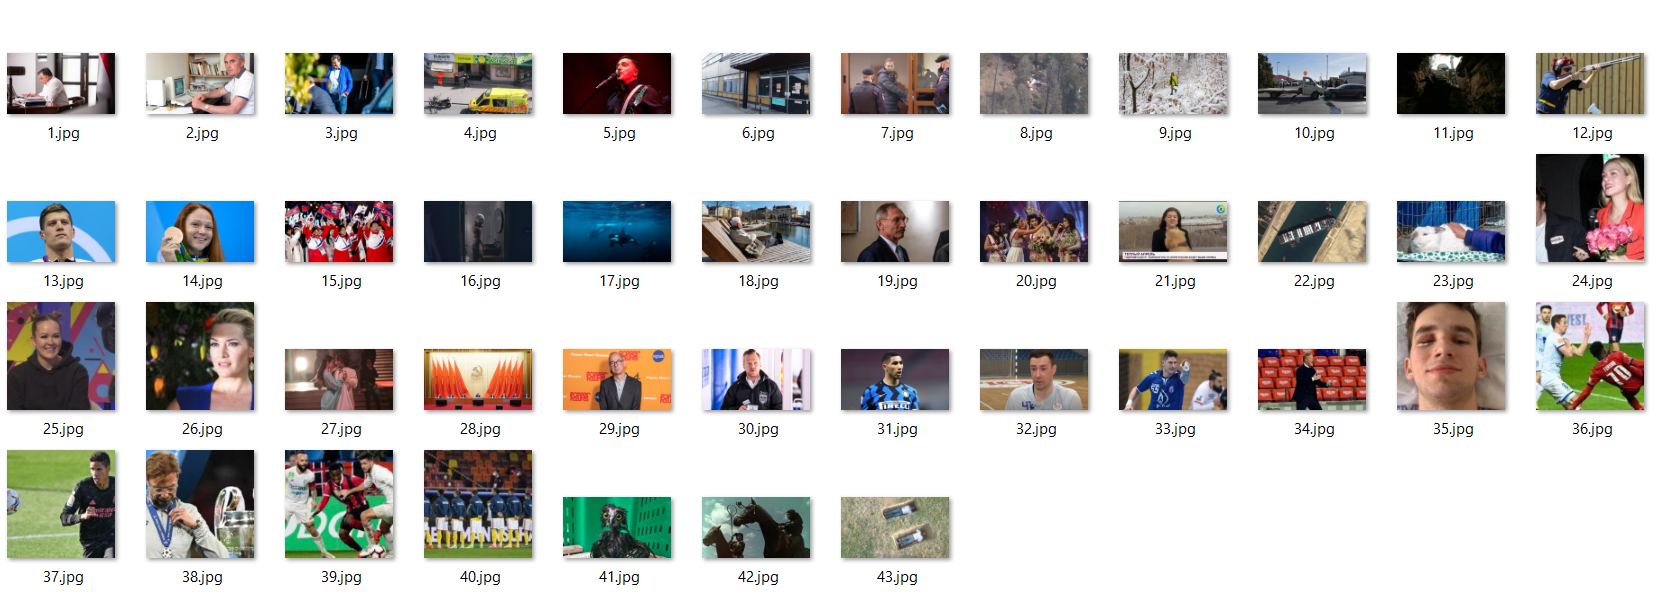 1.jpg 2.jpg 3.jpg 4.jpg 5.jpg 6.jpg 7.jpg 8.jpg 9.jpg 10.jpg 11.jpg 12.jpg
13.jpg 14.jpg 15.jpg 16.jpg 17.jpg 18.jpg 19.jpg 20.jpg 21.jpg 22.jpg 23.jpg 24.jpg
25.jpg 26.jpg 27.jpg 28.jpg 29.jpg 30.jpg 31.jpg 32.jpg 33.jpg 34.jpg 35.jpg 36.jpg
IRELLI
10
37.jpg 38.jpg 39.jpg 40.jpg 41.jpg 42.jpg 43.jpg